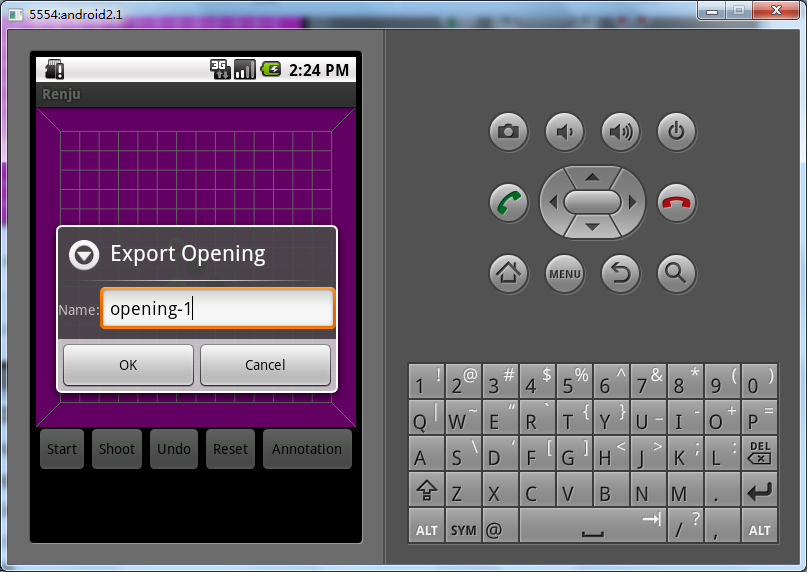 5554:android2.1
3G 2:24 PM
Renju
Export Opening
Name: opening-1
OK Cancel
Start Shoot Undo Reset Annotation
MENU
1 ! 2 @ 3 # 4 $ 5 % 6 ^ 7 & 8 * 9 ( 0 )
Q | W ~ E “ R ` T { Y } U _ I - O + P =
A S \ D ‘ F [ G ] H < J > K ; L : DEL
Z X C V B N M .
ALT SYM @ / ? , ALT